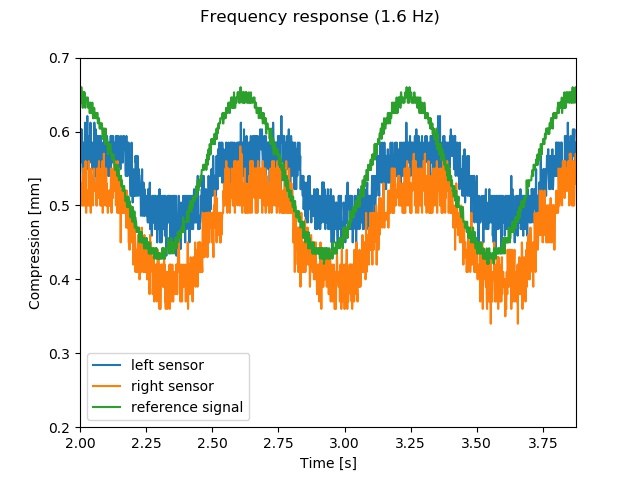 Frequency response (1.6 Hz)
0.7
0.6
0.5
0.4
0.3
0.2
Compression [mm]
left sensor
right sensor
reference signal
2.00 2.25 2.50 2.75 3.00 3.25 3.50 3.75
Time [s]